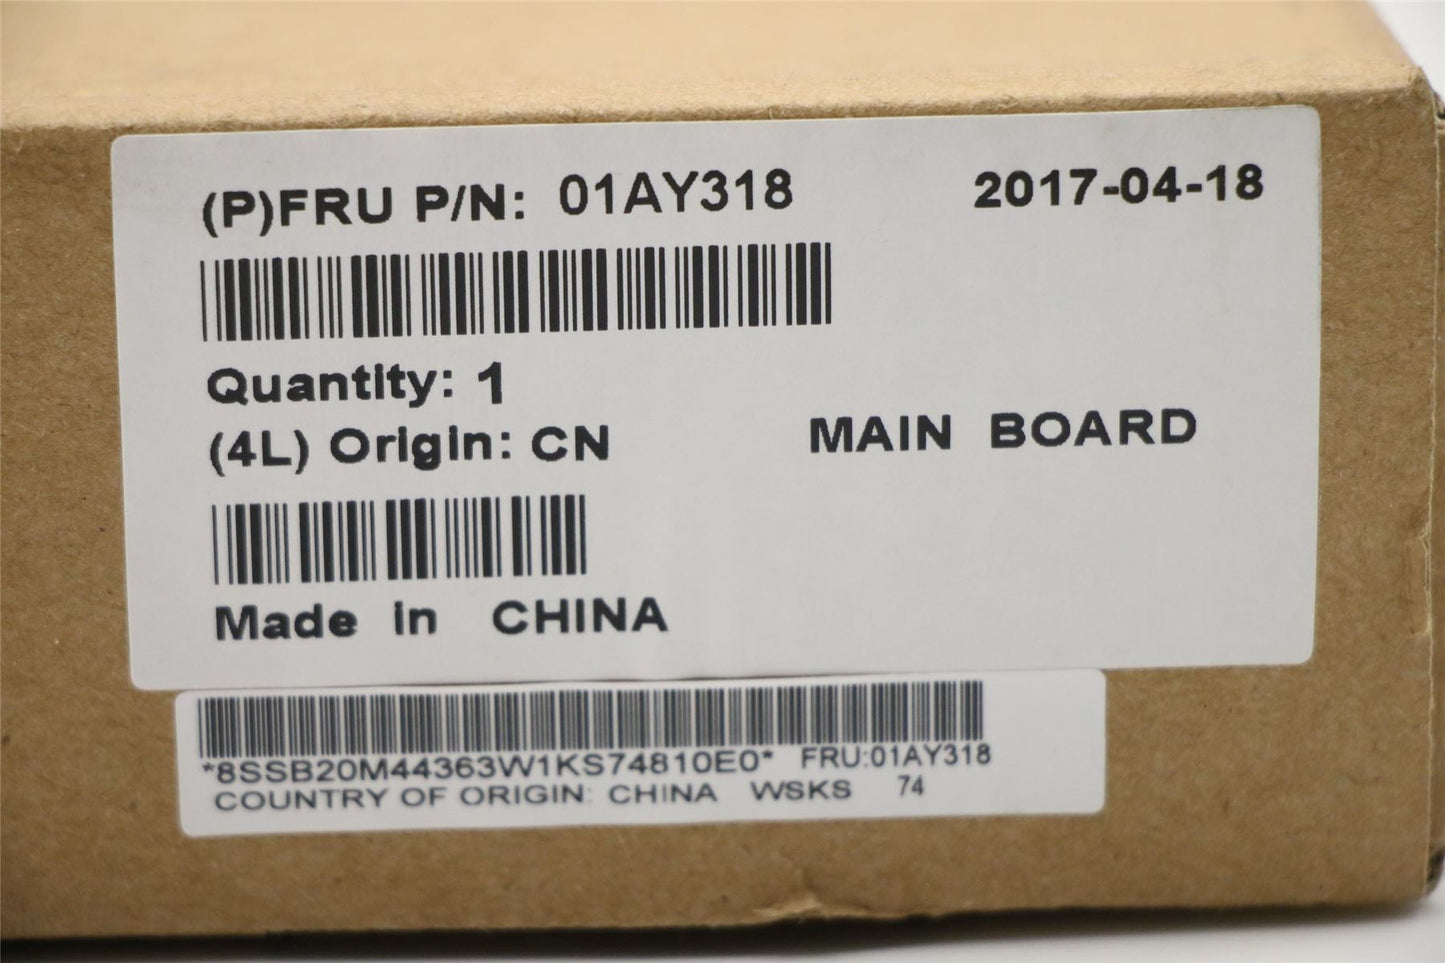 (P)FRU P/N: 01AY318 2017-04-18
Quantity: 1
(4L) Origin: CN MAIN BOARD
Made in CHINA
*8SSB20M44363W1KS74810E0* FRU:01AY318
COUNTRY OF ORIGIN: CHINA WSKS 74